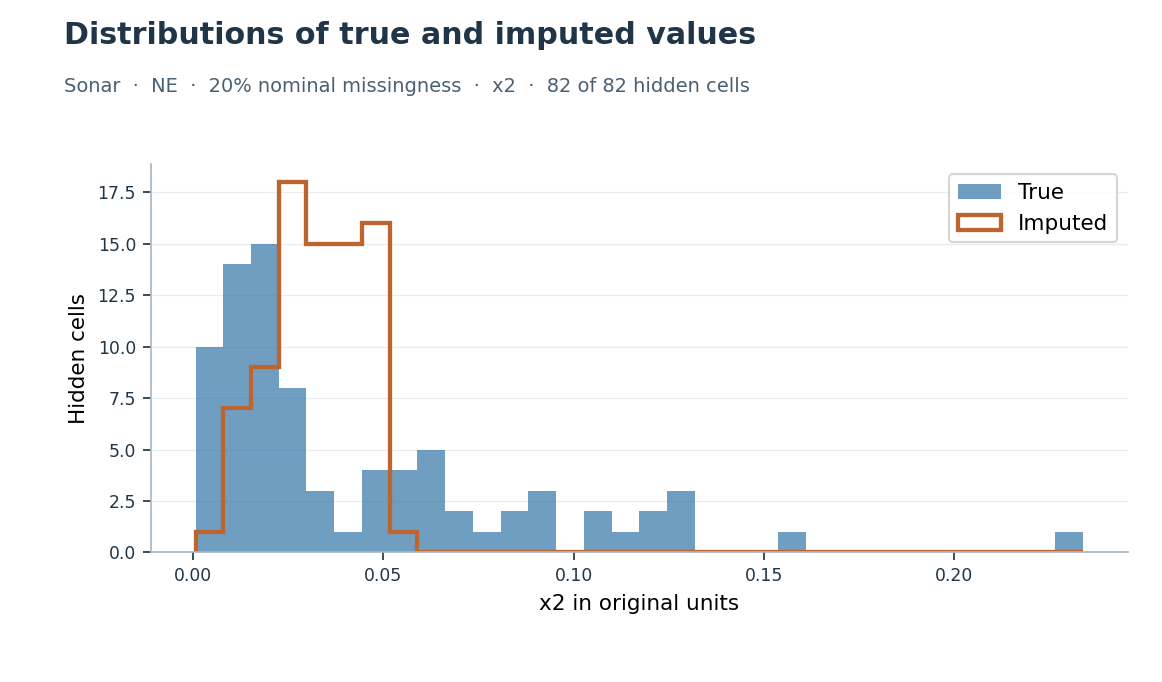 Distributions of true and imputed values
Sonar · NE · 20% nominal missingness · x2 · 82 of 82 hidden cells
17.5
15.0
12.5
10.0
7.5
5.0
2.5
0.0
Hidden cells
True
Imputed
0.00
0.05
0.10
0.15
0.20
x2 in original units